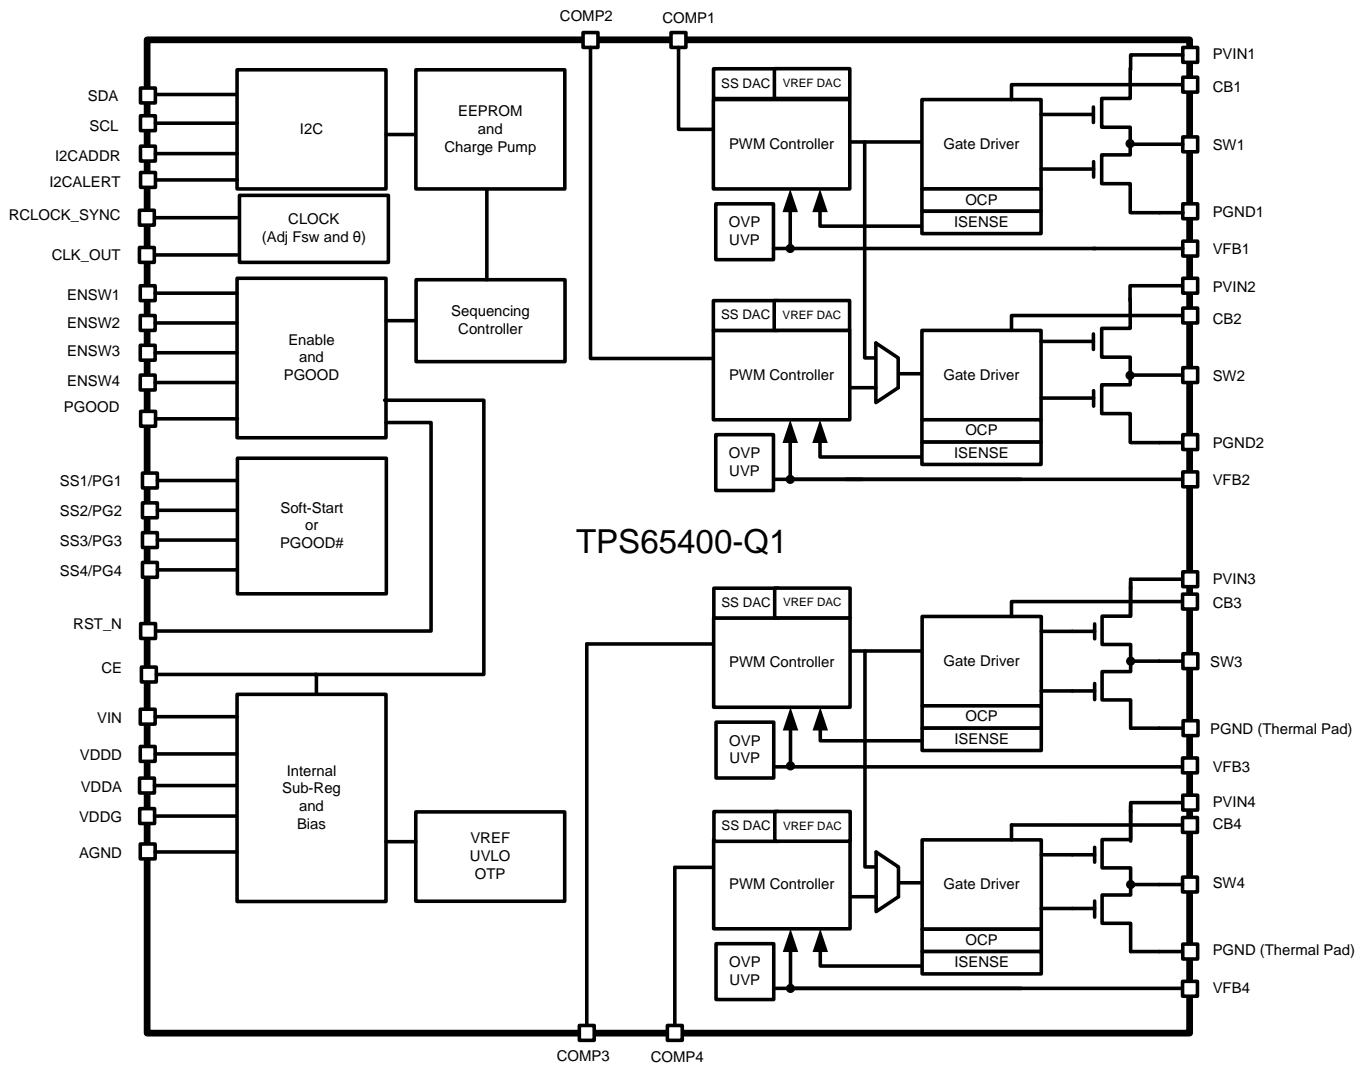 COMP2
COMP1
SDA
SCL
I2CADDR
I2CALERT
RCLOCK_SYNC
CLK_OUT
ENSW1
ENSW2
ENSW3
ENSW4
PGOOD
SS1/PG1
SS2/PG2
SS3/PG3
SS4/PG4
RST_N
CE
VIN
VDDD
VDDA
VDDG
AGND
I2C
EEPROM
and
Charge Pump
CLOCK
(Adj Fsw and θ)
Enable
and
PGOOD
Sequencing
Controller
Soft-Start
or
PGOOD#
Internal
Sub-Reg
and
Bias
VREF
UVLO
OTP
TPS65400-Q1
SS DAC
VREF DAC
PWM Controller
OVP
UVP
Gate Driver
OCP
ISENSE
PVIN1
CB1
SW1
PGND1
VFB1
SS DAC
VREF DAC
PWM Controller
OVP
UVP
Gate Driver
OCP
ISENSE
PVIN2
CB2
SW2
PGND2
VFB2
SS DAC
VREF DAC
PWM Controller
OVP
UVP
Gate Driver
OCP
ISENSE
PVIN3
CB3
SW3
PGND (Thermal Pad)
VFB3
SS DAC
VREF DAC
PWM Controller
OVP
UVP
Gate Driver
OCP
ISENSE
PVIN4
CB4
SW4
PGND (Thermal Pad)
VFB4
COMP3
COMP4